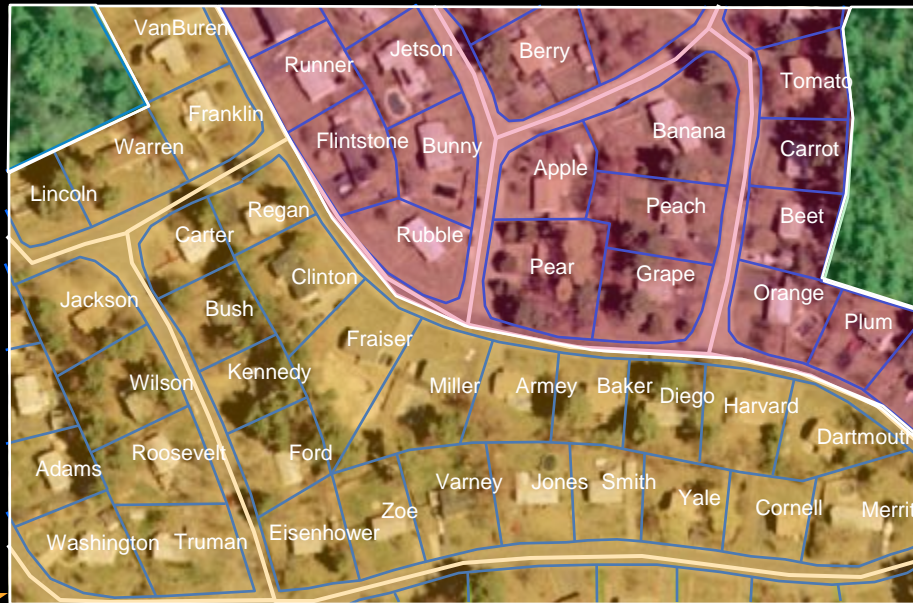 VanBuren
Runner
Jetson
Berry
Tomato
Franklin
Warren
Flintstone
Bunny
Banana
Carrot
Apple
Lincoln
Regan
Peach
Beet
Carter
Rubble
Pear
Grape
Clinton
Orange
Jackson
Bush
Plum
Fraiser
Kennedy
Wilson
Miller
Armey
Baker
Diego
Harvard
Dartmouth
Roosevelt
Ford
Adams
Varney
Jones
Smith
Yale
Cornell
Merrit
Zoe
Eisenhower
Washington
Truman